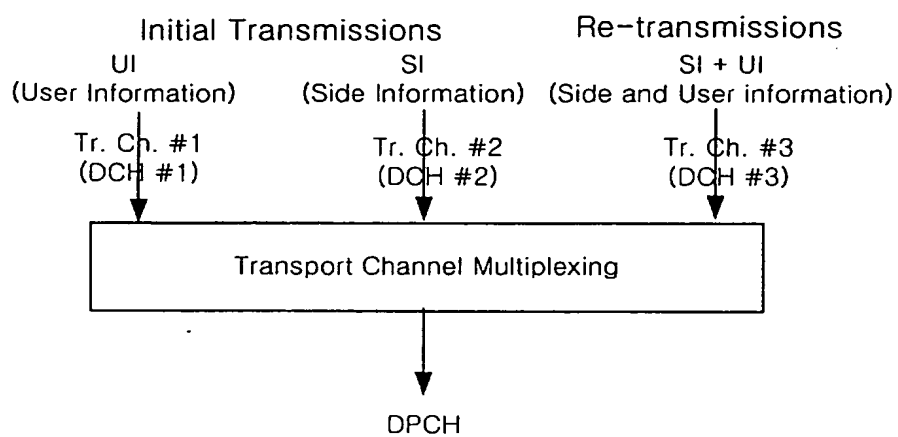 Initial Transmissions
Re-transmissions
UI
(User Information)
SI
(Side Information)
SI + UI
(Side and User information)
Tr. Ch. #1
(DCH #1)
Tr. Ch. #2
(DCH #2)
Tr. Ch. #3
(DCH #3)
Transport Channel Multiplexing
DPCH